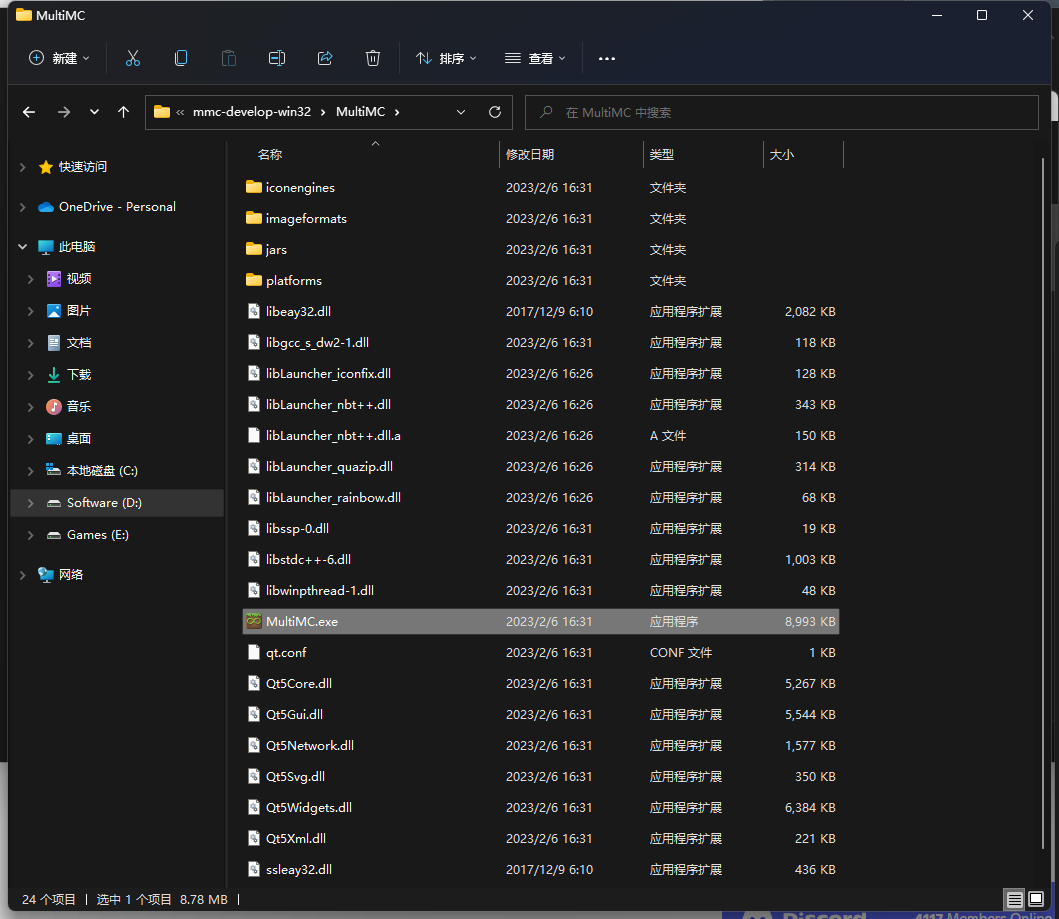 MultiMC
新建
排序
查看
mmc-develop-win32
MultiMC
在 MultiMC 中搜索
名称 修改日期 类型 大小
快速访问
OneDrive - Personal
此电脑
视频
图片
文档
下载
音乐
桌面
本地磁盘 (C:)
Software (D:)
Games (E:)
网络
iconengines 2023/2/6 16:31 文件夹
imageformats 2023/2/6 16:31 文件夹
jars 2023/2/6 16:31 文件夹
platforms 2023/2/6 16:31 文件夹
libeay32.dll 2017/12/9 6:10 应用程序扩展 2,082 KB
libgcc_s_dw2-1.dll 2023/2/6 16:31 应用程序扩展 118 KB
libLauncher_iconfix.dll 2023/2/6 16:26 应用程序扩展 128 KB
libLauncher_nbt++.dll 2023/2/6 16:26 应用程序扩展 343 KB
libLauncher_nbt++.dll.a 2023/2/6 16:26 A 文件 150 KB
libLauncher_quazip.dll 2023/2/6 16:26 应用程序扩展 314 KB
libLauncher_rainbow.dll 2023/2/6 16:26 应用程序扩展 68 KB
libssp-0.dll 2023/2/6 16:31 应用程序扩展 19 KB
libstdc++-6.dll 2023/2/6 16:31 应用程序扩展 1,003 KB
libwinpthread-1.dll 2023/2/6 16:31 应用程序扩展 48 KB
MultiMC.exe 2023/2/6 16:31 应用程序 8,993 KB
qt.conf 2023/2/6 16:31 CONF 文件 1 KB
Qt5Core.dll 2023/2/6 16:31 应用程序扩展 5,267 KB
Qt5Gui.dll 2023/2/6 16:31 应用程序扩展 5,544 KB
Qt5Network.dll 2023/2/6 16:31 应用程序扩展 1,577 KB
Qt5Svg.dll 2023/2/6 16:31 应用程序扩展 350 KB
Qt5Widgets.dll 2023/2/6 16:31 应用程序扩展 6,384 KB
Qt5Xml.dll 2023/2/6 16:31 应用程序扩展 221 KB
ssleay32.dll 2017/12/9 6:10 应用程序扩展 436 KB
24 个项目 选中 1 个项目 8.78 MB
Discord 4117 Members Online